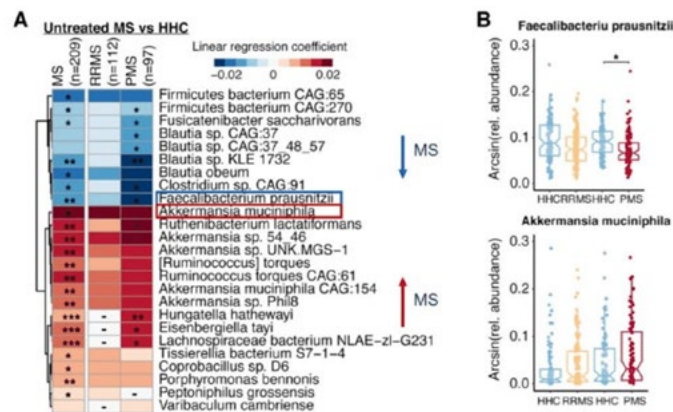 A
Untreated MS vs HHC
MS (n=209)
RRMS (n=112)
PMS (n=97)
Linear regression coefficient
−0.02 0 0.02
Firmicutes bacterium CAG:65
Firmicutes bacterium CAG:270
Fusicatenibacter saccharivorans
Blautia sp. CAG:37
Blautia sp. CAG:37_48_57
Blautia sp. KLE 1732
Blautia obeum
Clostridium sp. CAG:91
Faecalibacterium prausnitzii
Akkermansia muciniphila
Ruthenibacterium lactatiformans
Akkermansia sp. 54_46
Akkermansia sp. UNK.MGS-1
[Ruminococcus] torques
Ruminococcus torques CAG:61
Akkermansia muciniphila CAG:154
Akkermansia sp. Phil8
Hungatella hathewayi
Eisenbergiella tayi
Lachnospiraceae bacterium NLAE-zl-G231
Tissierellia bacterium S7-1-4
Coprobacillus sp. D6
Porphyromonas bennonis
Peptoniphilus grossensis
Varibaculum cambriense
MS
MS
B
Faecalibacteriu prausnitzii
Arcsin(rel. abundance)
0.3
0.2
0.1
0.0
*
HHC RRMS HHC PMS
Akkermansia muciniphila
Arcsin(rel. abundance)
0.3
0.2
0.1
0.0
HHC RRMS HHC PMS